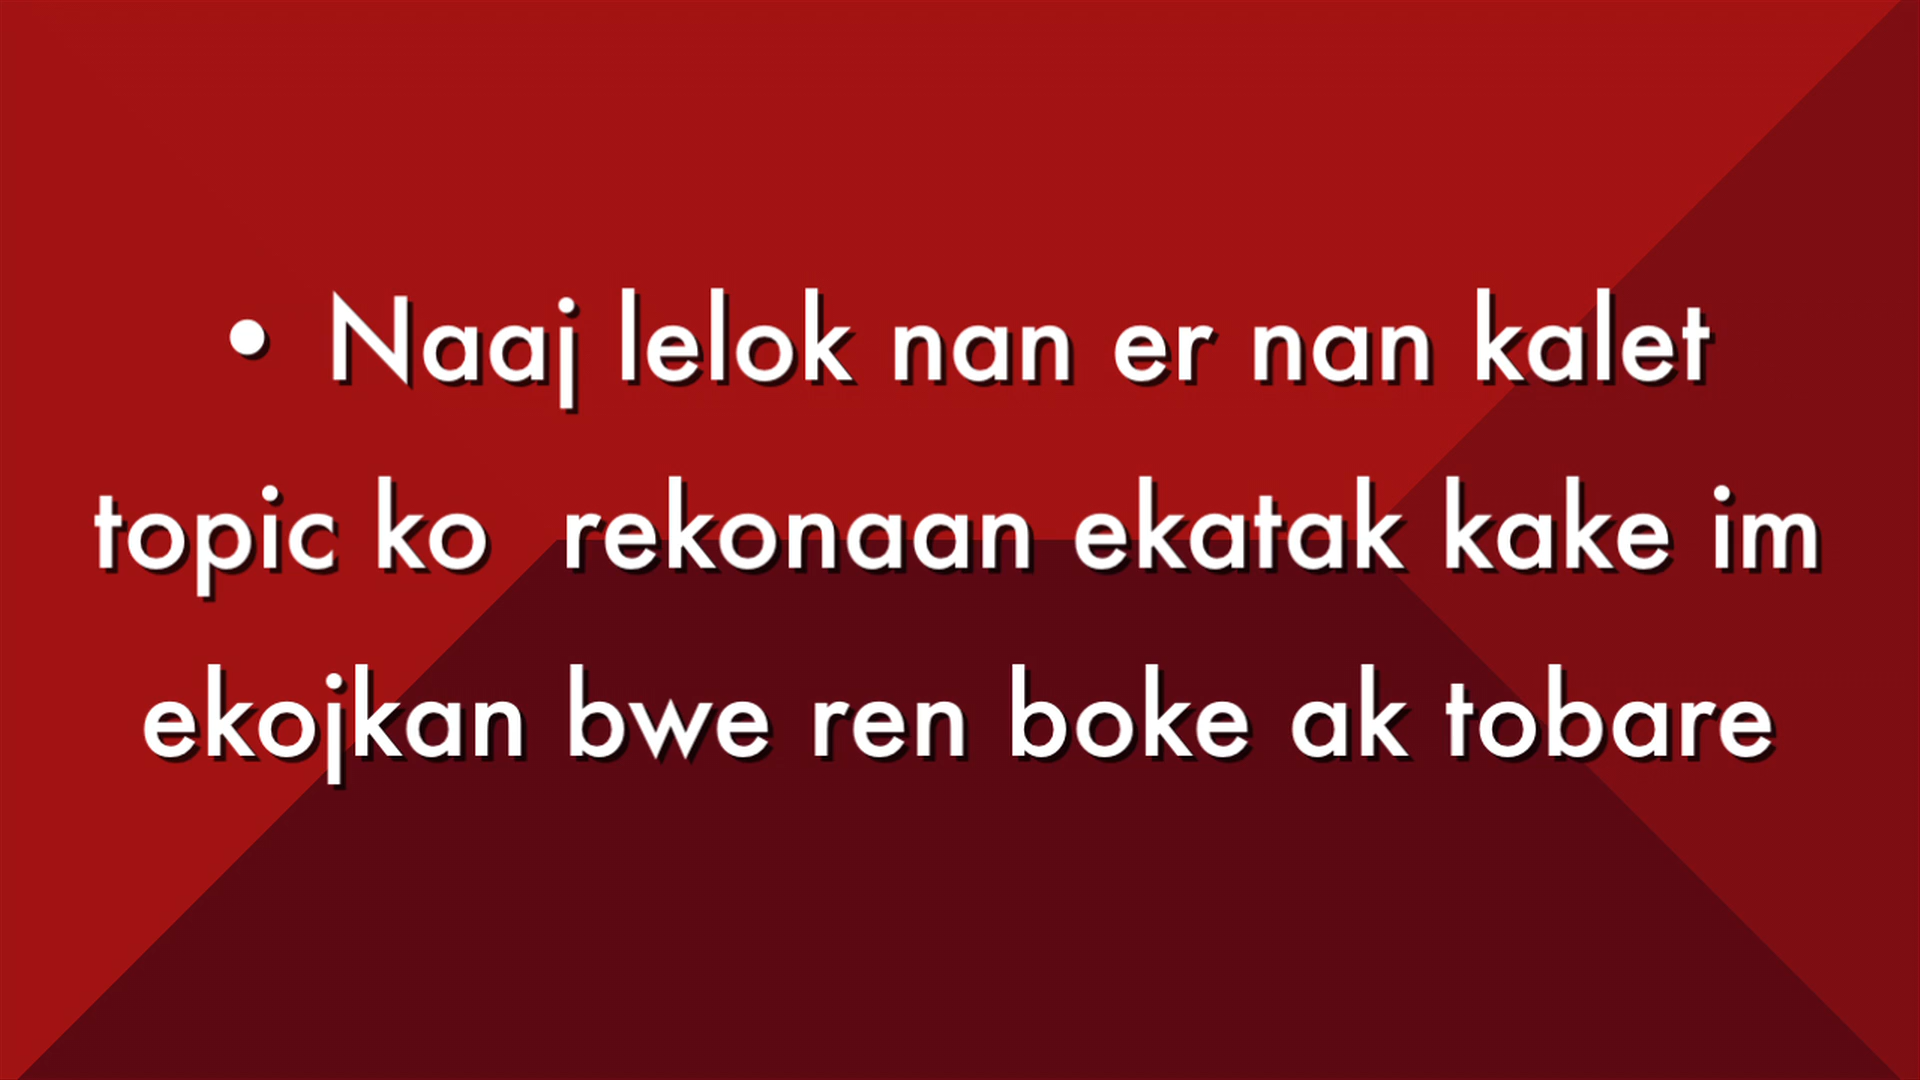 • Naaj lelok nan er nan kalet
topic ko rekonaan ekatak kake im
ekojkan bwe ren boke ak tobare